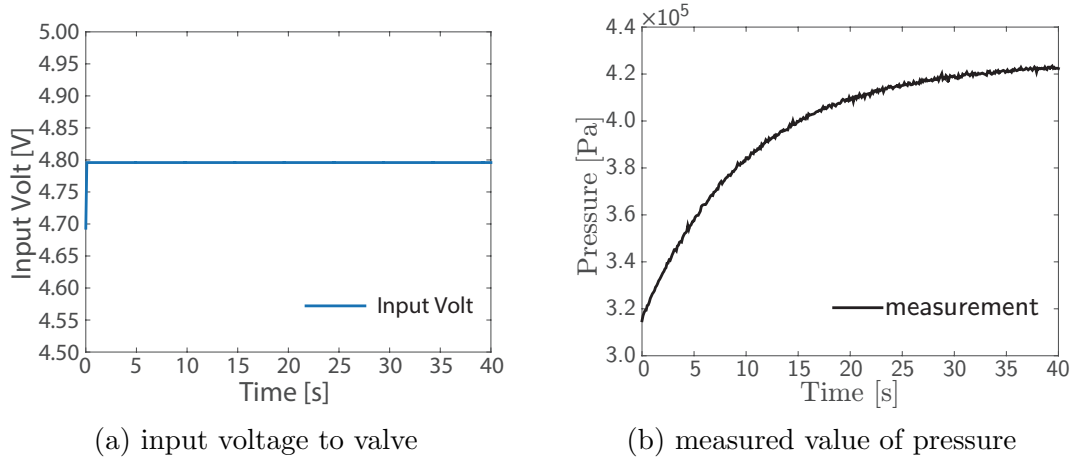 5.00
4.95
4.90
4.85
4.80
4.75
4.70
4.65
4.60
4.55
4.50
Input Volt [V]
Input Volt
0 5 10 15 20 25 30 35 40
Time [s]
(a) input voltage to valve
×10⁵
4.4
4.2
4.0
3.8
3.6
3.4
3.2
3.0
Pressure [Pa]
measurement
0 5 10 15 20 25 30 35 40
Time [s]
(b) measured value of pressure